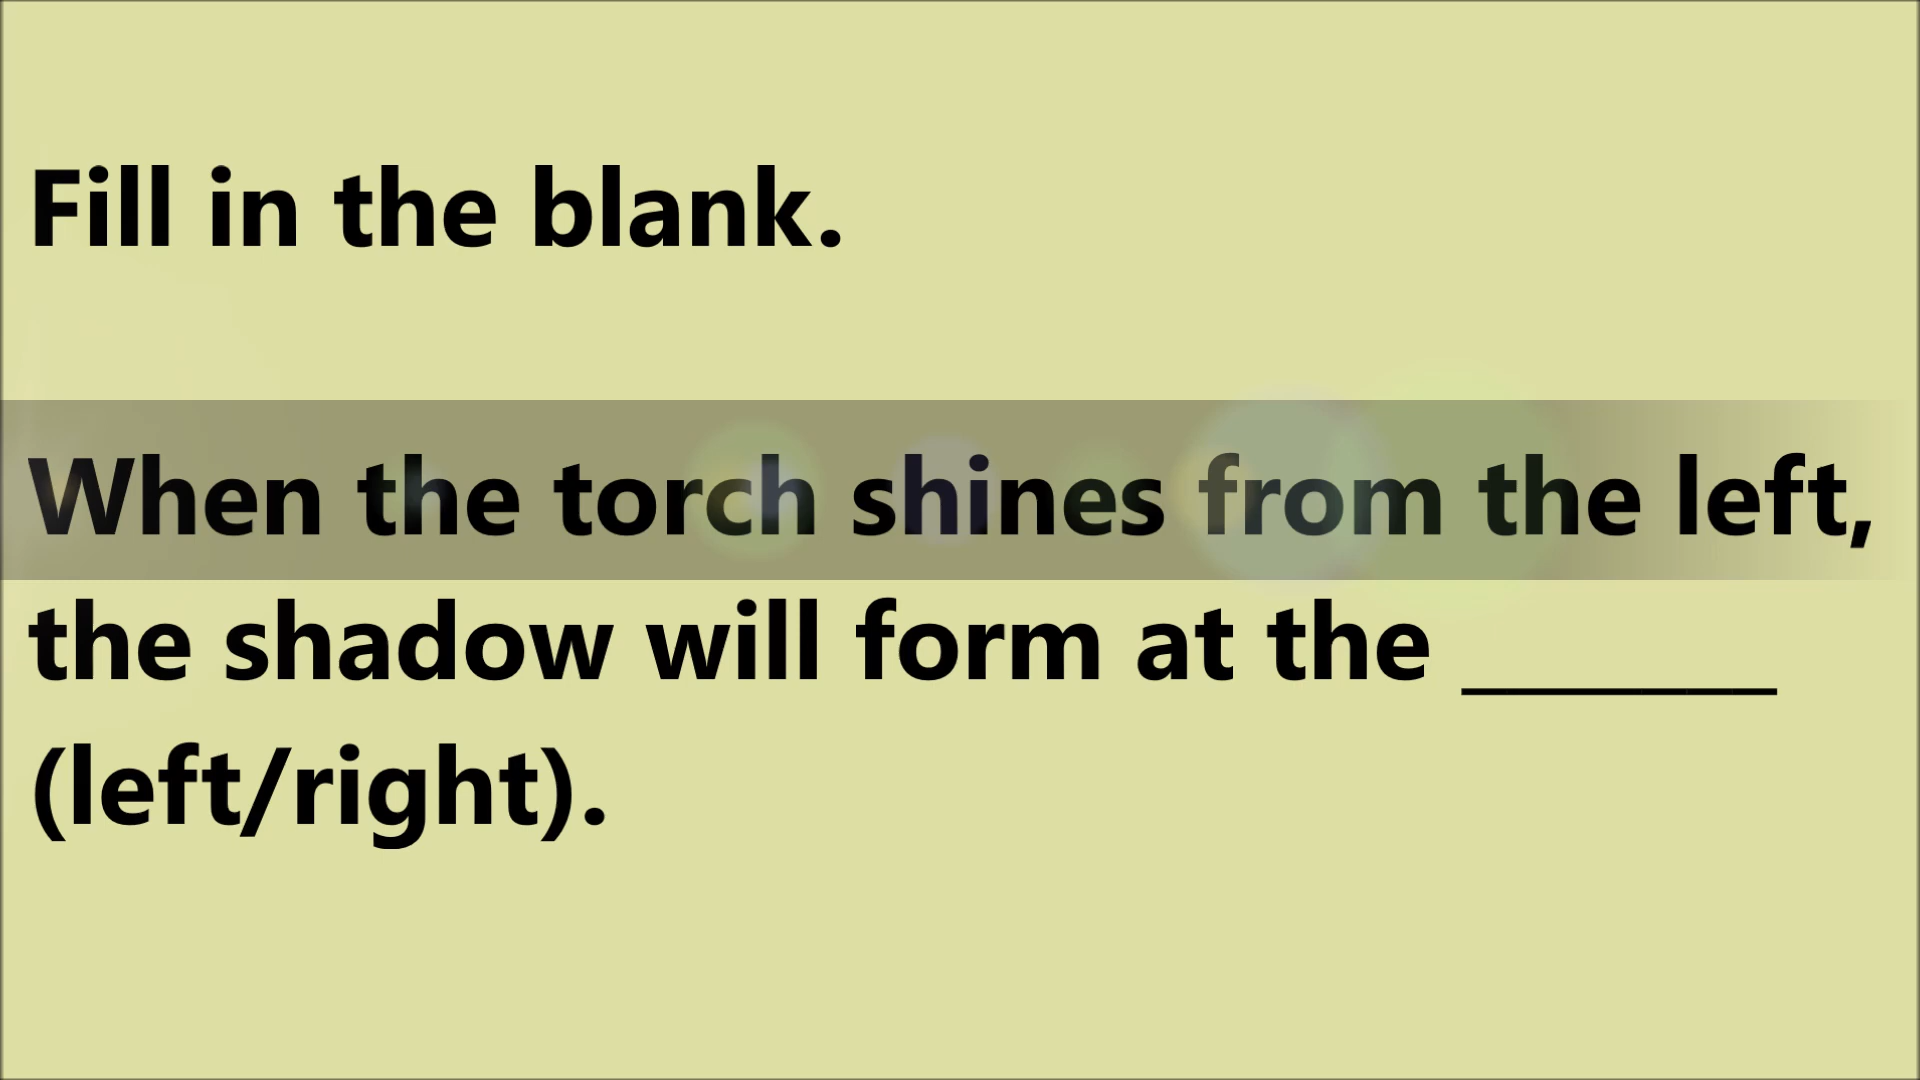 Fill in the blank.
When the torch shines from the left,
the shadow will form at the _______
(left/right).